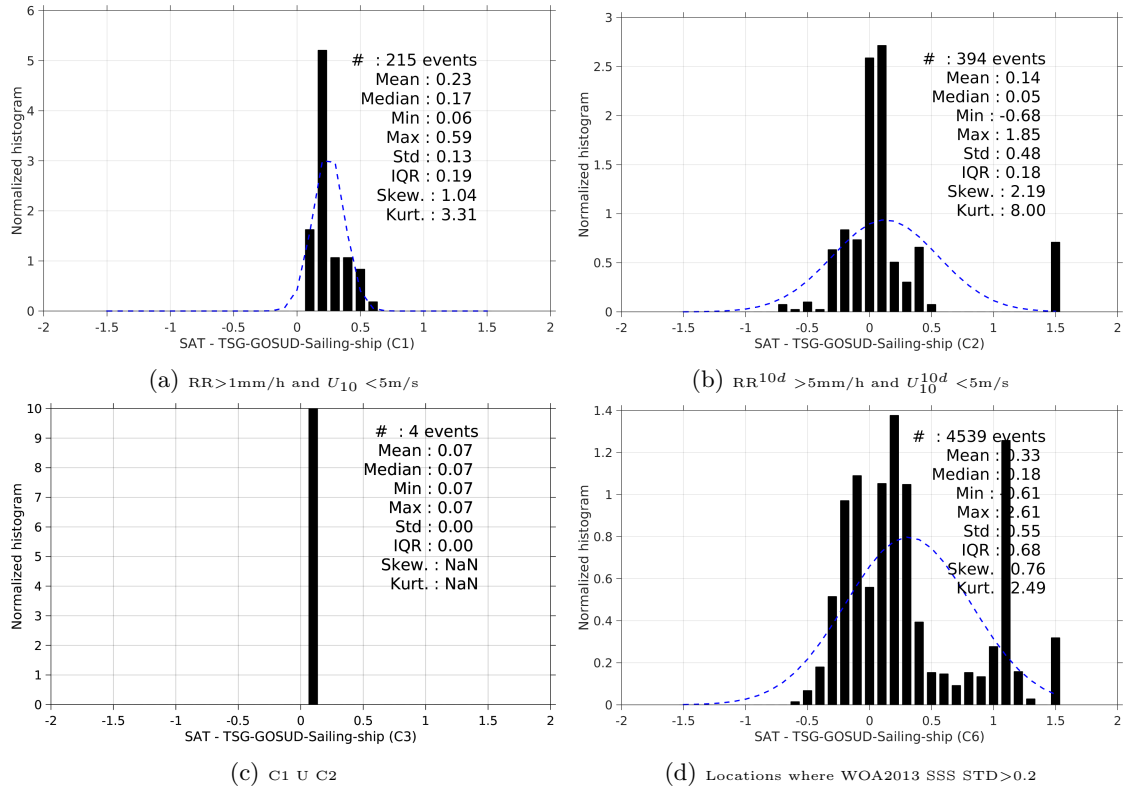 6
5
4
3
2
1
0
Normalized histogram
# : 215 events
Mean : 0.23
Median : 0.17
Min : 0.06
Max : 0.59
Std : 0.13
IQR : 0.19
Skew. : 1.04
Kurt. : 3.31
-2 -1.5 -1 -0.5 0 0.5 1 1.5 2
SAT - TSG-GOSUD-Sailing-ship (C1)
(a) RR>1mm/h and U10 <5m/s
3
2.5
2
1.5
1
0.5
0
Normalized histogram
# : 394 events
Mean : 0.14
Median : 0.05
Min : -0.68
Max : 1.85
Std : 0.48
IQR : 0.18
Skew. : 2.19
Kurt. : 8.00
-2 -1.5 -1 -0.5 0 0.5 1 1.5 2
SAT - TSG-GOSUD-Sailing-ship (C2)
(b) RR^10d >5mm/h and U10^10d <5m/s
10
9
8
7
6
5
4
3
2
1
0
Normalized histogram
# : 4 events
Mean : 0.07
Median : 0.07
Min : 0.07
Max : 0.07
Std : 0.00
IQR : 0.00
Skew. : NaN
Kurt. : NaN
-2 -1.5 -1 -0.5 0 0.5 1 1.5 2
SAT - TSG-GOSUD-Sailing-ship (C3)
(c) C1 U C2
1.4
1.2
1
0.8
0.6
0.4
0.2
0
Normalized histogram
# : 4539 events
Mean : 0.33
Median : 0.18
Min : -0.61
Max : 2.61
Std : 0.55
IQR : 0.68
Skew. : 0.76
Kurt. : 2.49
-2 -1.5 -1 -0.5 0 0.5 1 1.5 2
SAT - TSG-GOSUD-Sailing-ship (C6)
(d) Locations where WOA2013 SSS STD>0.2